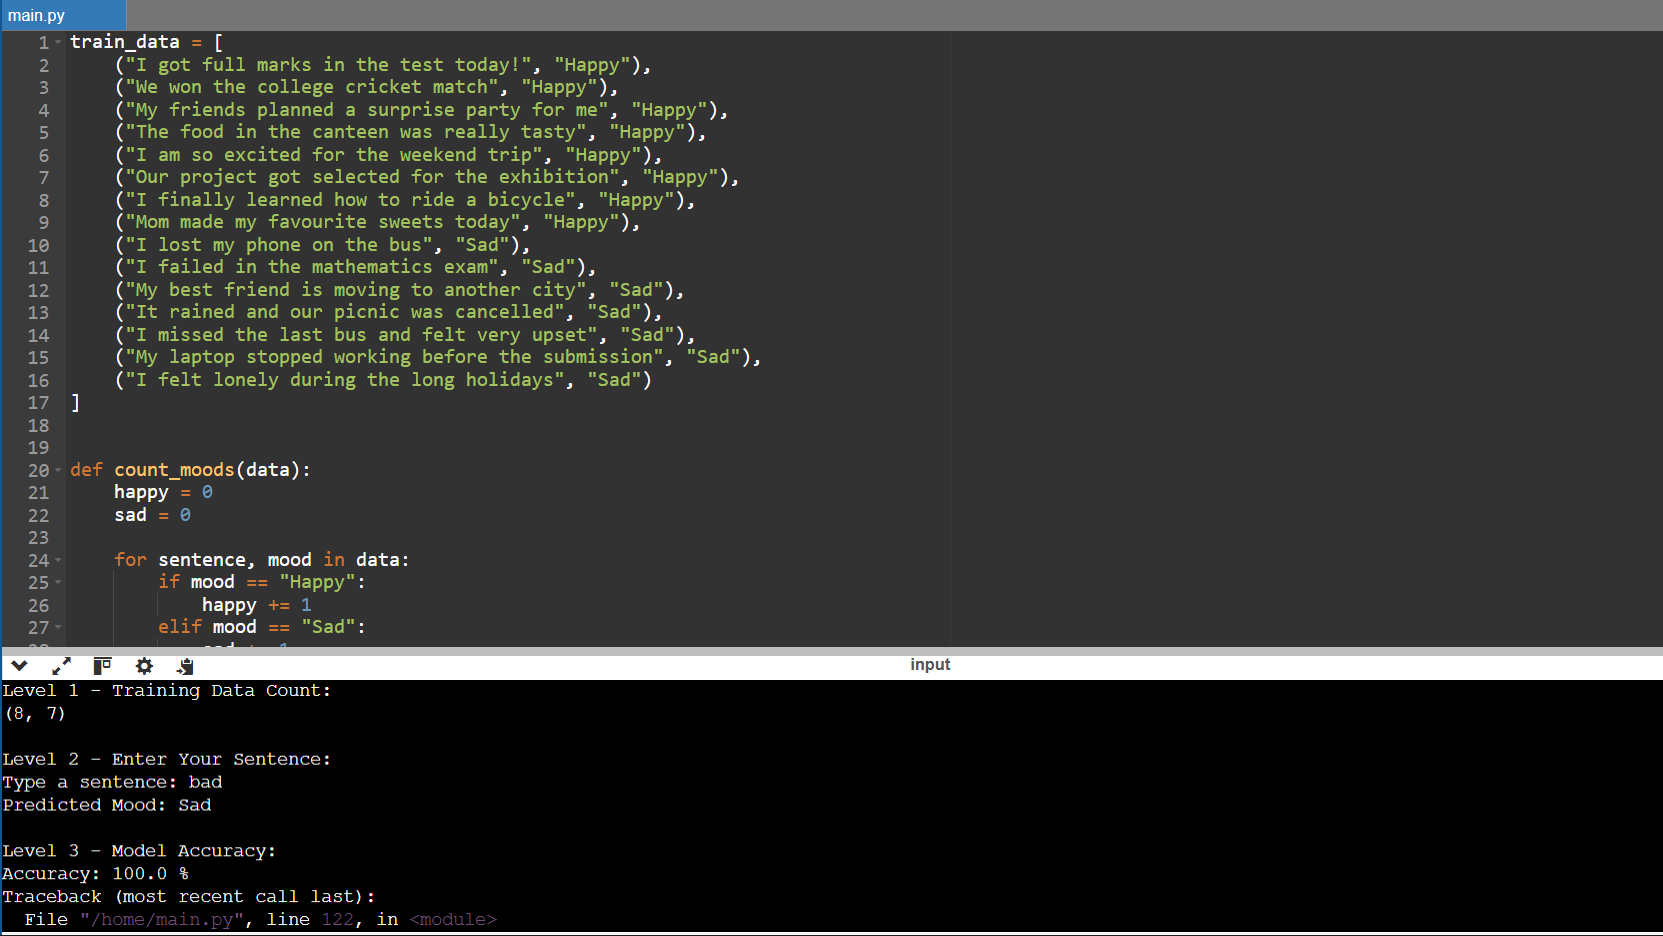 main.py
1 train_data = [
2 ("I got full marks in the test today!", "Happy"),
3 ("We won the college cricket match", "Happy"),
4 ("My friends planned a surprise party for me", "Happy"),
5 ("The food in the canteen was really tasty", "Happy"),
6 ("I am so excited for the weekend trip", "Happy"),
7 ("Our project got selected for the exhibition", "Happy"),
8 ("I finally learned how to ride a bicycle", "Happy"),
9 ("Mom made my favourite sweets today", "Happy"),
10 ("I lost my phone on the bus", "Sad"),
11 ("I failed in the mathematics exam", "Sad"),
12 ("My best friend is moving to another city", "Sad"),
13 ("It rained and our picnic was cancelled", "Sad"),
14 ("I missed the last bus and felt very upset", "Sad"),
15 ("My laptop stopped working before the submission", "Sad"),
16 ("I felt lonely during the long holidays", "Sad")
17 ]
18
19
20 def count_moods(data):
21 happy = 0
22 sad = 0
23
24 for sentence, mood in data:
25 if mood == "Happy":
26 happy += 1
27 elif mood == "Sad":
input
Level 1 - Training Data Count:
(8, 7)
Level 2 - Enter Your Sentence:
Type a sentence: bad
Predicted Mood: Sad
Level 3 - Model Accuracy:
Accuracy: 100.0 %
Traceback (most recent call last):
File "/home/main.py", line 122, in <module>